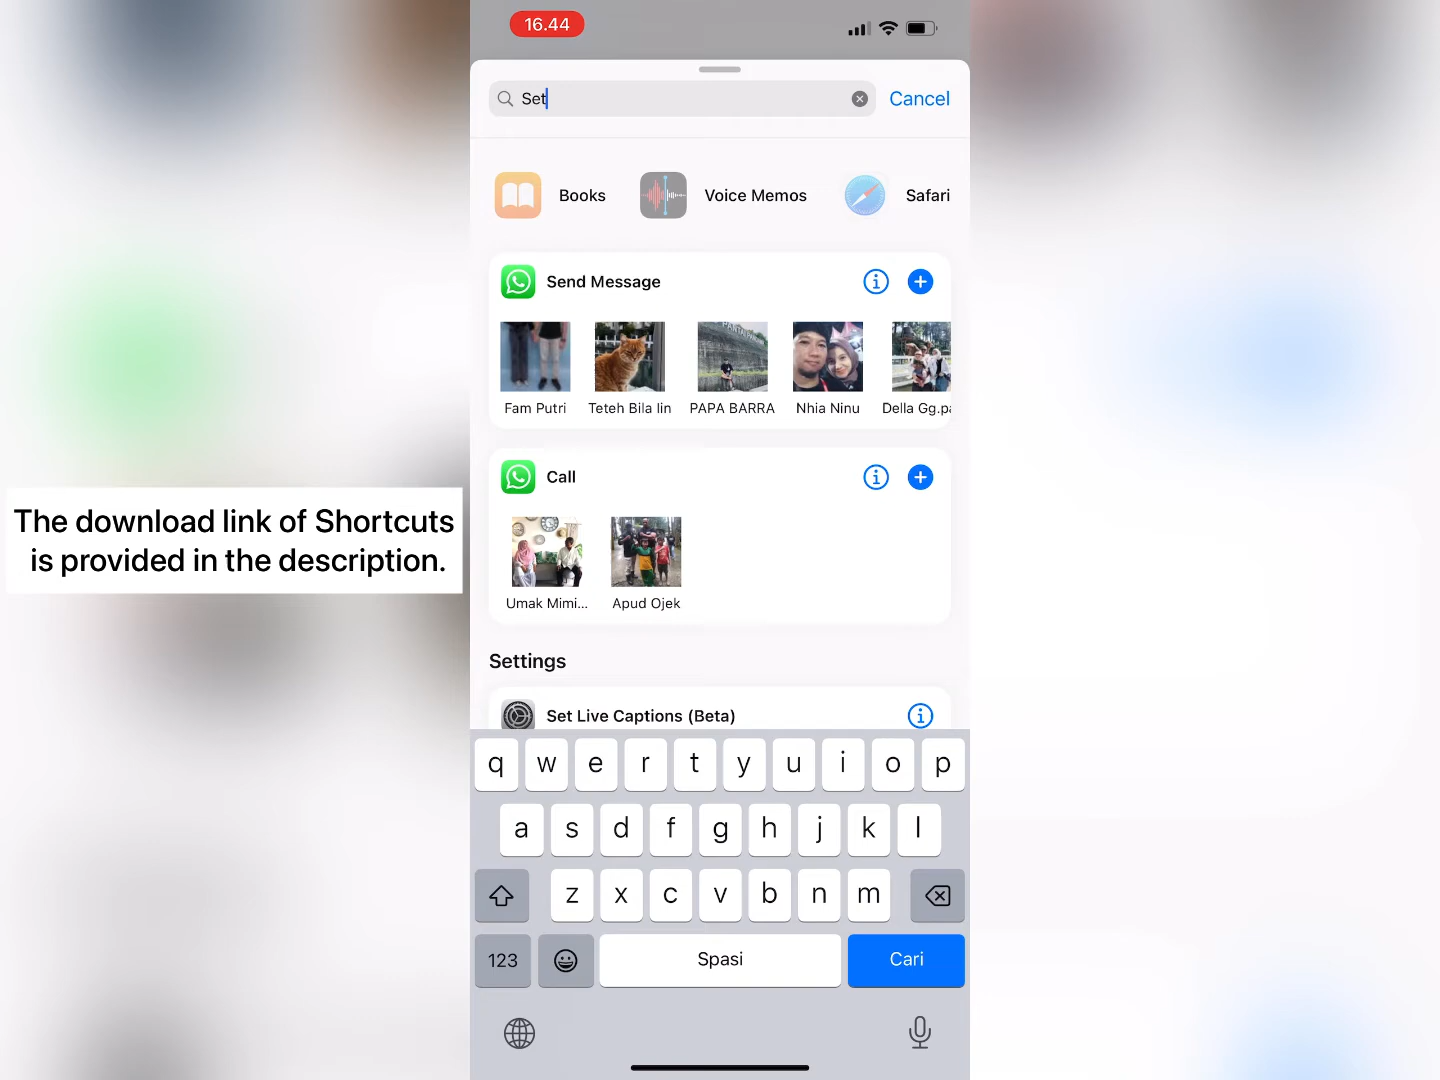 16.44
Set
Cancel
Books
Voice Memos
Safari
Send Message
Fam Putri
Teteh Bila Iin
PAPA BARRA
Nhia Ninu
Della Gg.pa
Call
Umak Mimi...
Apud Ojek
The download link of Shortcuts
is provided in the description.
Settings
Set Live Captions (Beta)
q w e r t y u i o p
a s d f g h j k l
z x c v b n m
123
Spasi
Cari